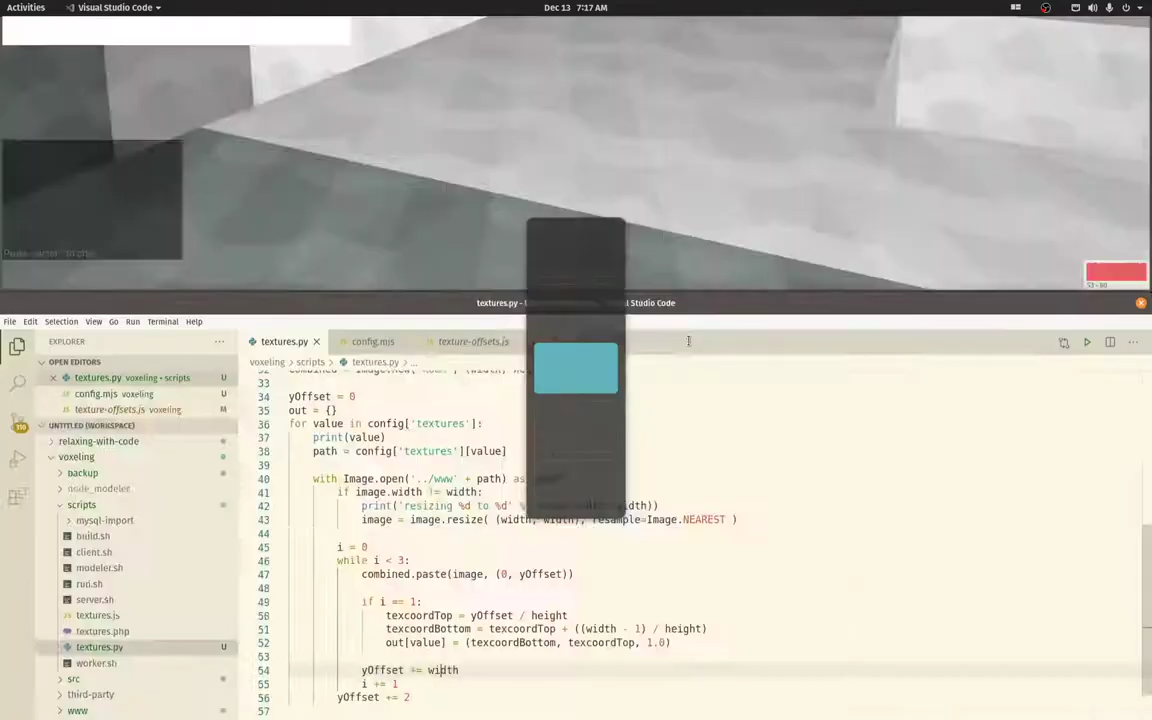 Activities
Visual Studio Code
Dec 13 7:17 AM
textures.py -
al Studio Code
File Edit Selection View Go Run Terminal Help
EXPLORER
textures.py
config.mjs
texture-offsets.js
OPEN EDITORS
voxeling > scripts > textures.py > ...
textures.py voxeling • scripts U
config.mjs voxeling U
texture-offsets.js voxeling M
UNTITLED (WORKSPACE)
relaxing-with-code
voxeling
backup
node_modeler
scripts
mysql-import
build.sh
client.sh
modeler.sh
run.sh
server.sh
textures.js
textures.php
textures.py U
worker.sh
src
third-party
www
33
34 yOffset = 0
35 out = {}
36 for value in config['textures']:
37 print(value)
38 path = config['textures'][value]
39
40 with Image.open('../www' + path) as
41 if image.width != width:
42 print('resizing %d to %d' %
43 image = image.resize( (width, width), resample=Image.NEAREST )
44
45 i = 0
46 while i < 3:
47 combined.paste(image, (0, yOffset))
48
49 if i == 1:
50 texcoordTop = yOffset / height
51 texcoordBottom = texcoordTop + ((width - 1) / height)
52 out[value] = (texcoordBottom, texcoordTop, 1.0)
53
54 yOffset += width
55 i += 1
56 yOffset += 2
57